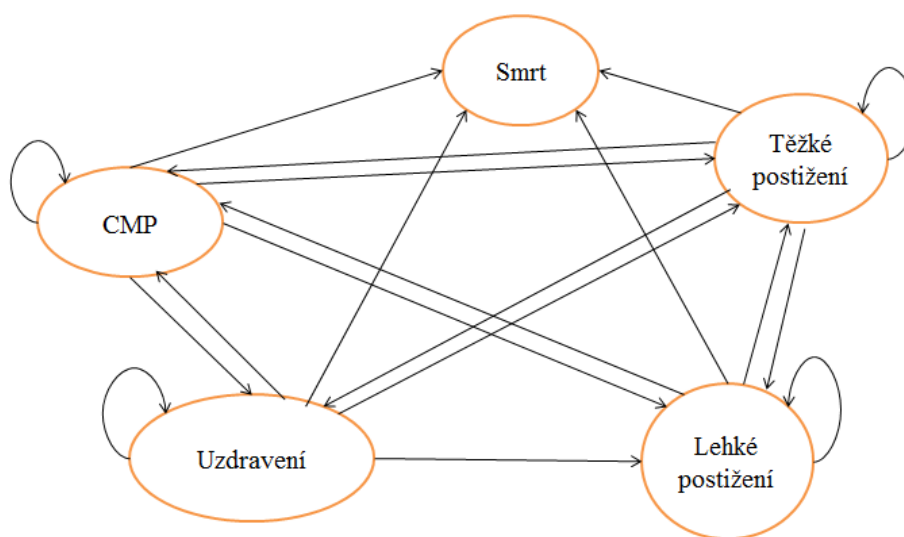 Smrt
Těžké
postižení
CMP
Uzdravení
Lehké
postižení